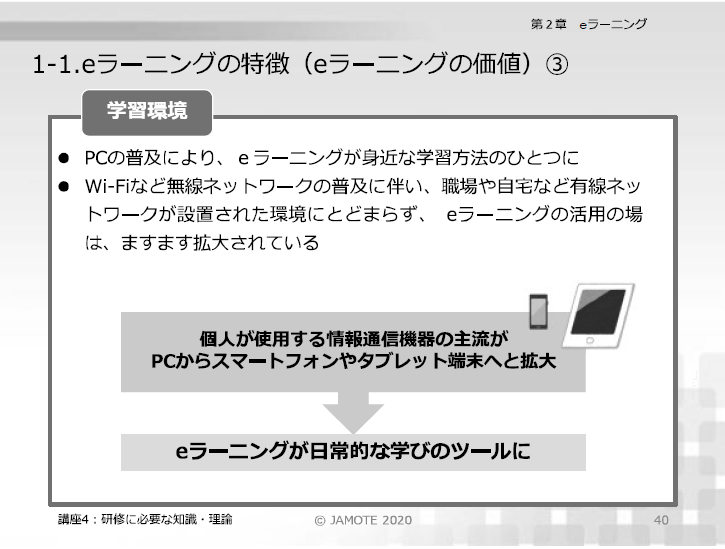 第2章　eラーニング
1-1.eラーニングの特徴（eラーニングの価値）③
学習環境
● PCの普及により、ｅラーニングが身近な学習方法のひとつに
● Wi-Fiなど無線ネットワークの普及に伴い、職場や自宅など有線ネッ
トワークが設置された環境にとどまらず、 eラーニングの活用の場
は、ますます拡大されている
個人が使用する情報通信機器の主流が
PCからスマートフォンやタブレット端末へと拡大
eラーニングが日常的な学びのツールに
講座4：研修に必要な知識・理論
© JAMOTE 2020
40